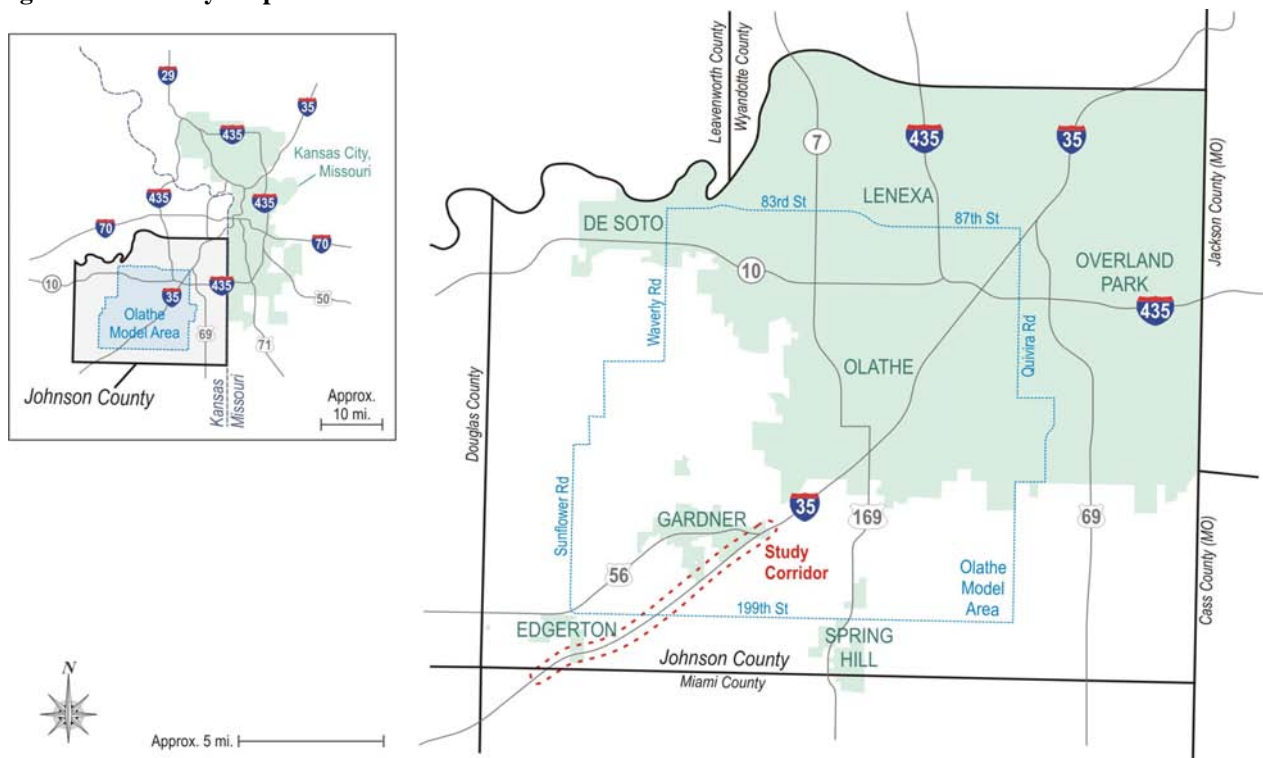 29
35
435
Kansas City,
Missouri
435
435
70
70
10
435
35
Olathe
Model Area
69
50
71
Johnson County
Kansas
Missouri
Approx.
10 mi.
Leavenworth County
Wyandotte County
7
435
35
Jackson County (MO)
LENEXA
83rd St
87th St
DE SOTO
10
OVERLAND
PARK
435
Waverly Rd
Quivira Rd
OLATHE
Douglas County
Sunflower Rd
GARDNER
35
169
69
Study
Corridor
56
Olathe
Model
Area
Cass County (MO)
199th St
EDGERTON
SPRING
HILL
Johnson County
Miami County
N
Approx. 5 mi.